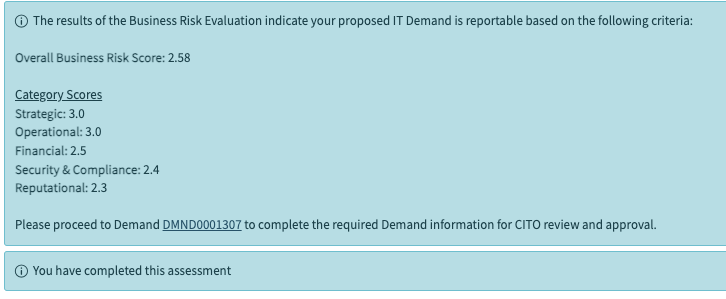 The results of the Business Risk Evaluation indicate your proposed IT Demand is reportable based on the following criteria:
Overall Business Risk Score: 2.58
Category Scores
Strategic: 3.0
Operational: 3.0
Financial: 2.5
Security & Compliance: 2.4
Reputational: 2.3
Please proceed to Demand DMND0001307 to complete the required Demand information for CITO review and approval.
You have completed this assessment